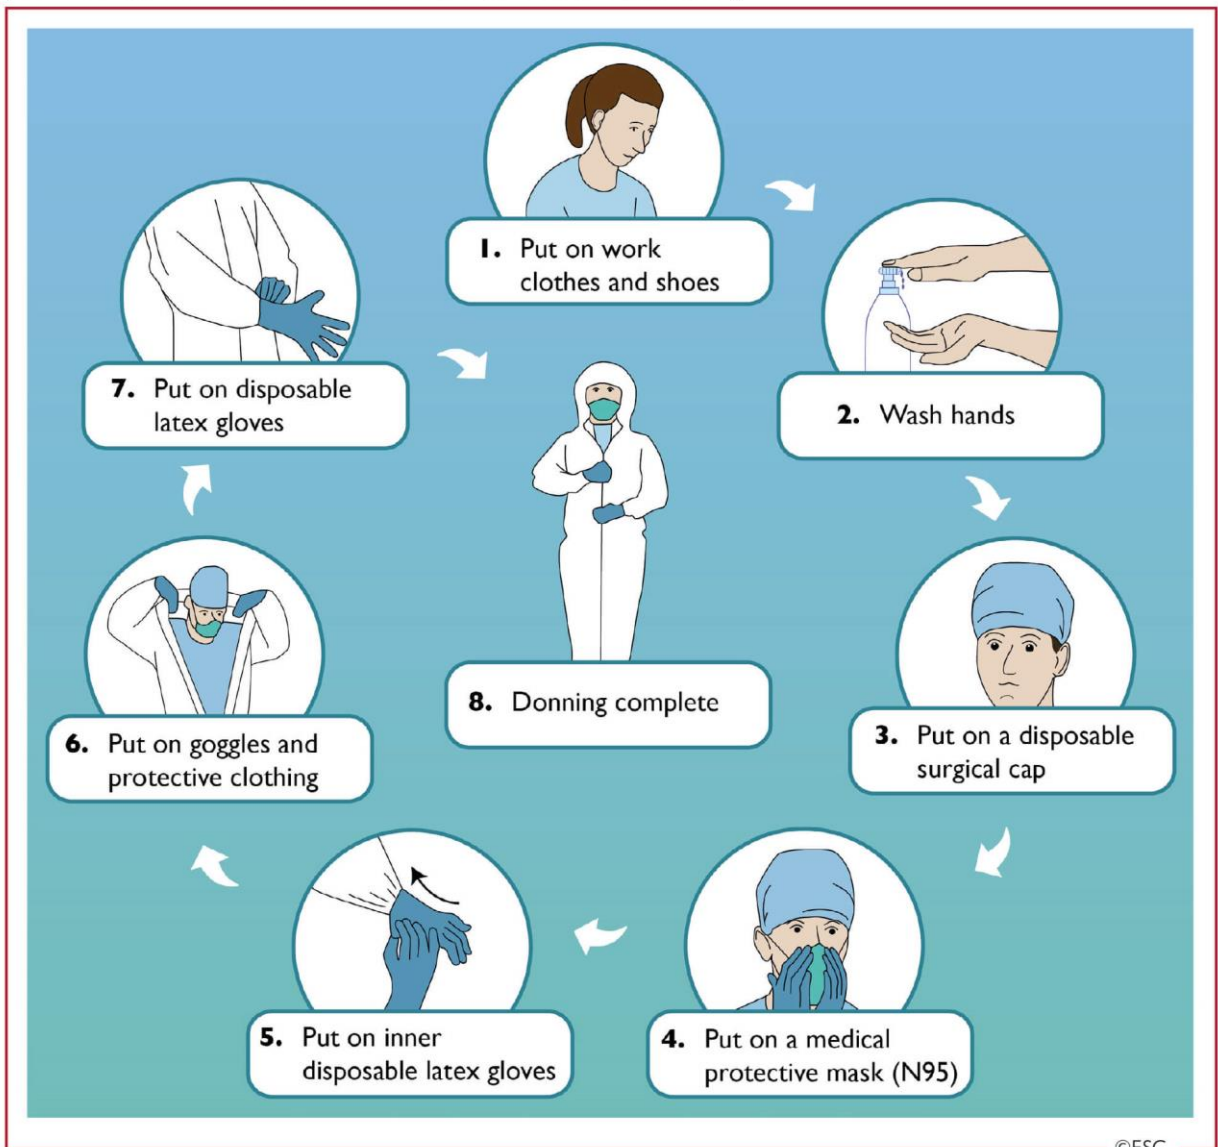 1. Put on work
clothes and shoes
2. Wash hands
3. Put on a disposable
surgical cap
4. Put on a medical
protective mask (N95)
5. Put on inner
disposable latex gloves
6. Put on goggles and
protective clothing
7. Put on disposable
latex gloves
8. Donning complete
©ESC